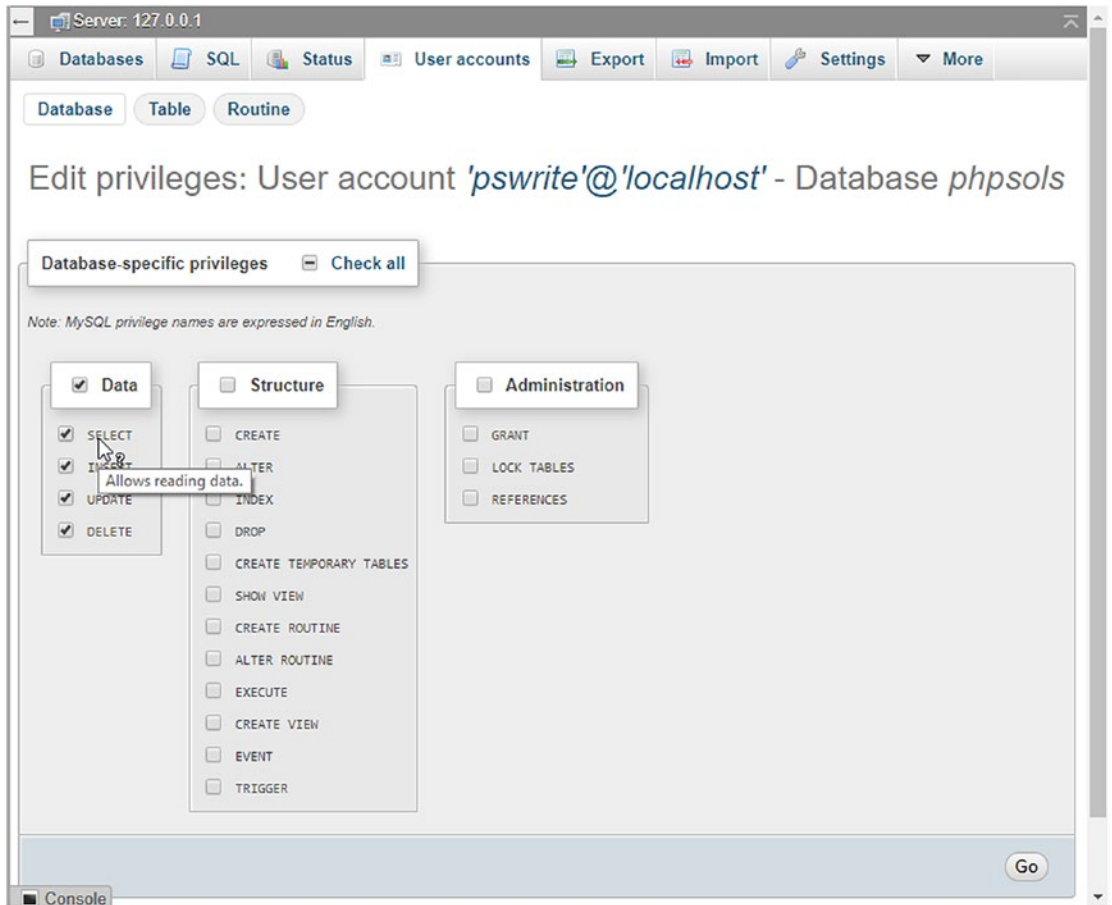 Server: 127.0.0.1
Databases SQL Status User accounts Export Import Settings More
Database Table Routine
Edit privileges: User account 'pswrite'@'localhost' - Database phpsols
Database-specific privileges Check all
Note: MySQL privilege names are expressed in English.
Data
SELECT
INSERT
Allows reading data.
UPDATE
DELETE
Structure
CREATE
ALTER
INDEX
DROP
CREATE TEMPORARY TABLES
SHOW VIEW
CREATE ROUTINE
ALTER ROUTINE
EXECUTE
CREATE VIEW
EVENT
TRIGGER
Administration
GRANT
LOCK TABLES
REFERENCES
Go
Console